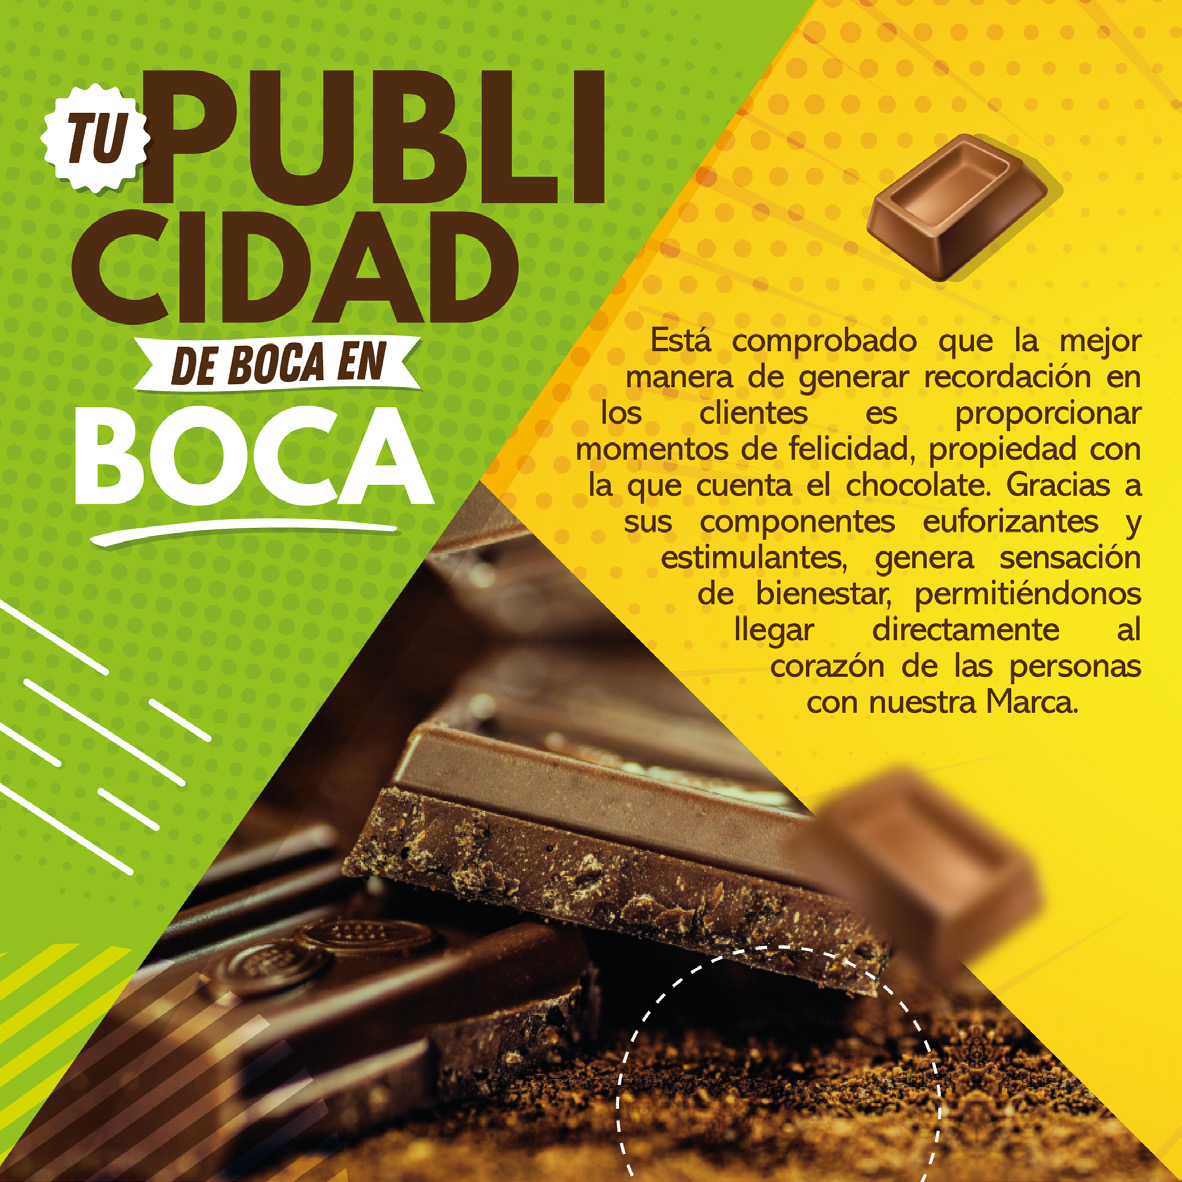 TU PUBLI
CIDAD
DE BOCA EN
BOCA
Está comprobado que la mejor
manera de generar recordación en
los clientes es proporcionar
momentos de felicidad, propiedad con
la que cuenta el chocolate. Gracias a
sus componentes euforizantes y
estimulantes, genera sensación
de bienestar, permitiéndonos
llegar directamente al
corazón de las personas
con nuestra Marca.